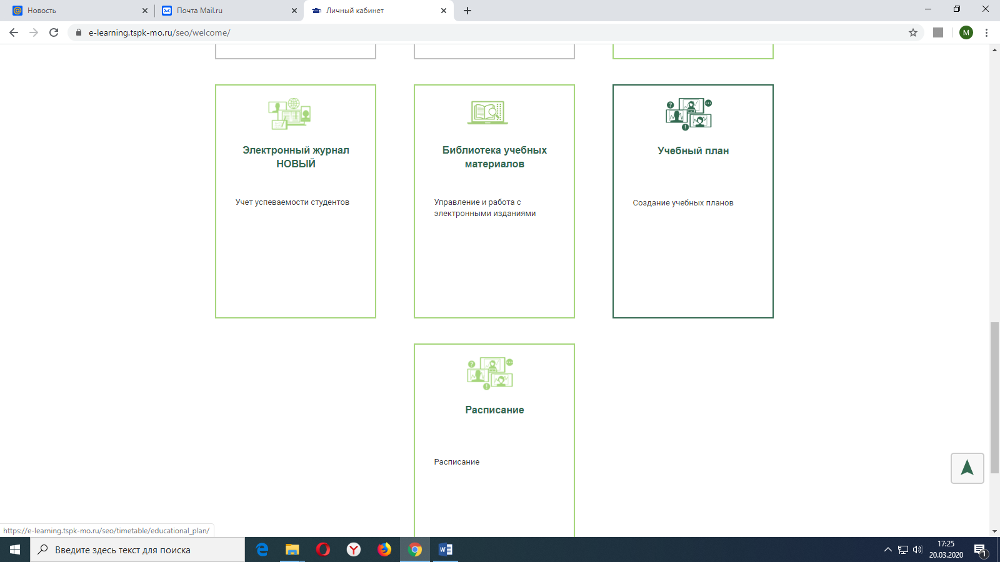 Новость
Почта Mail.ru
Личный кабинет
e-learning.tspk-mo.ru/seo/welcome/
M
Электронный журнал
НОВЫЙ
Учет успеваемости студентов
Библиотека учебных
материалов
Управление и работа с
электронными изданиями
Учебный план
Создание учебных планов
Расписание
Расписание
https://e-learning.tspk-mo.ru/seo/timetable/educational_plan/
Введите здесь текст для поиска
17:25
20.03.2020
1